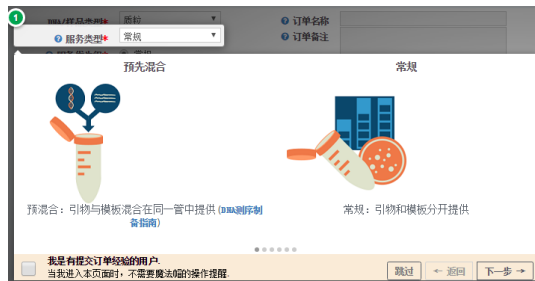 1
DNA/样品类型* 质粒
订单名称
服务类型* 常规
订单备注
预先混合
常规
预混合：引物与模板混合在同一管中提供 (DNA测序制
备指南)
常规：引物和模板分开提供
我是有提交订单经验的用户.
当我进入本页面时，不需要魔法帽的操作提醒.
跳过
← 返回
下一步 →